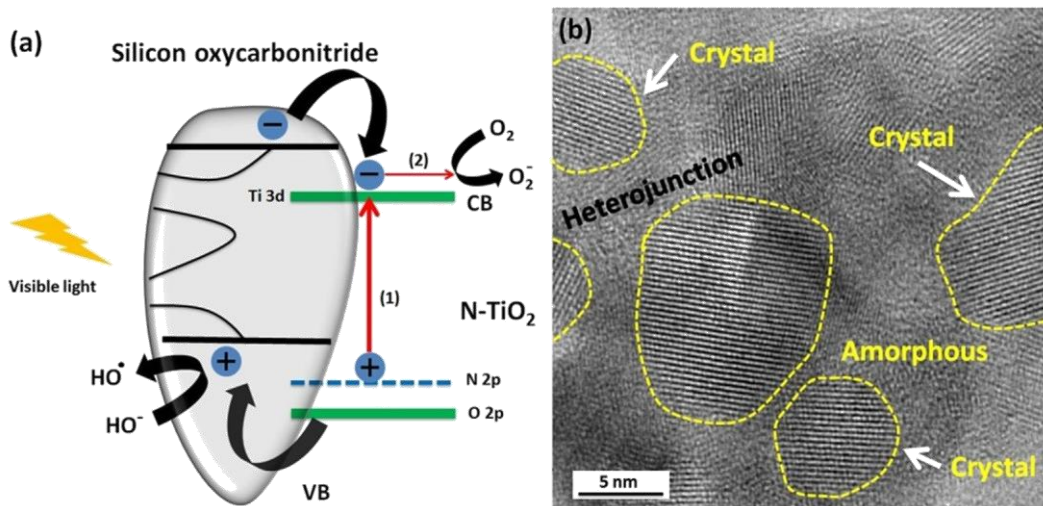 (a)
Silicon oxycarbonitride
−
−
(2)
O₂
O₂⁻
Ti 3d
CB
Visible light
(1)
N-TiO₂
+
+
N 2p
HO•
O 2p
HO⁻
VB
(b)
Crystal
Crystal
Heterojunction
Amorphous
Crystal
5 nm